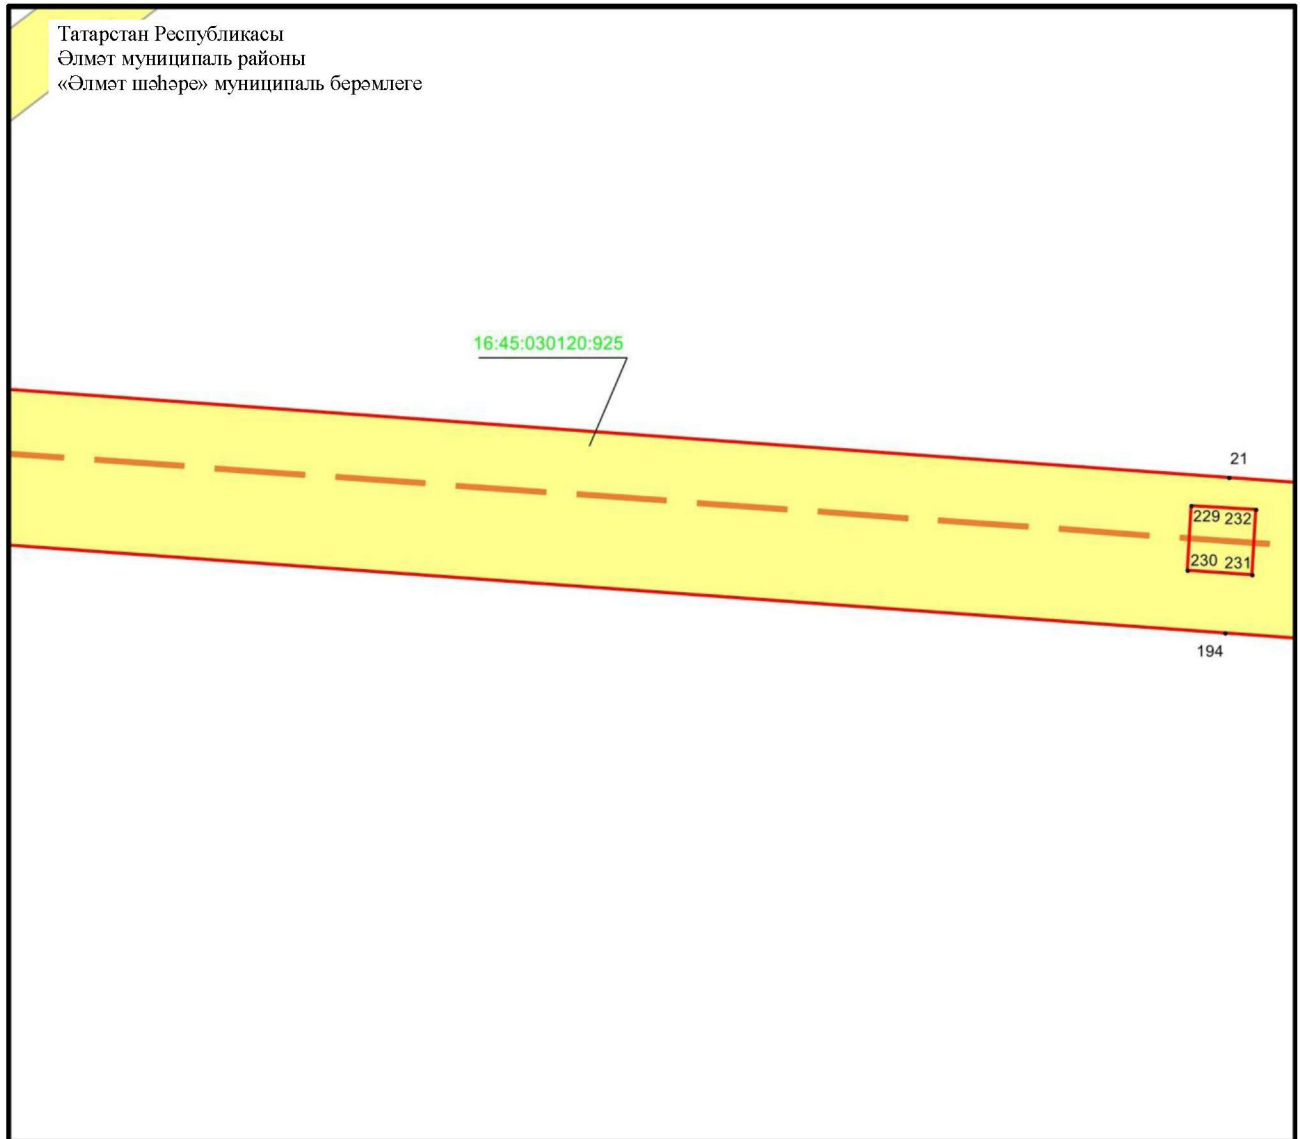 Татарстан Республикасы
Әлмәт муниципаль районы
«Әлмәт шәһәре» муниципаль берәмлеге
16:45:030120:925
21
229 232
230 231
194